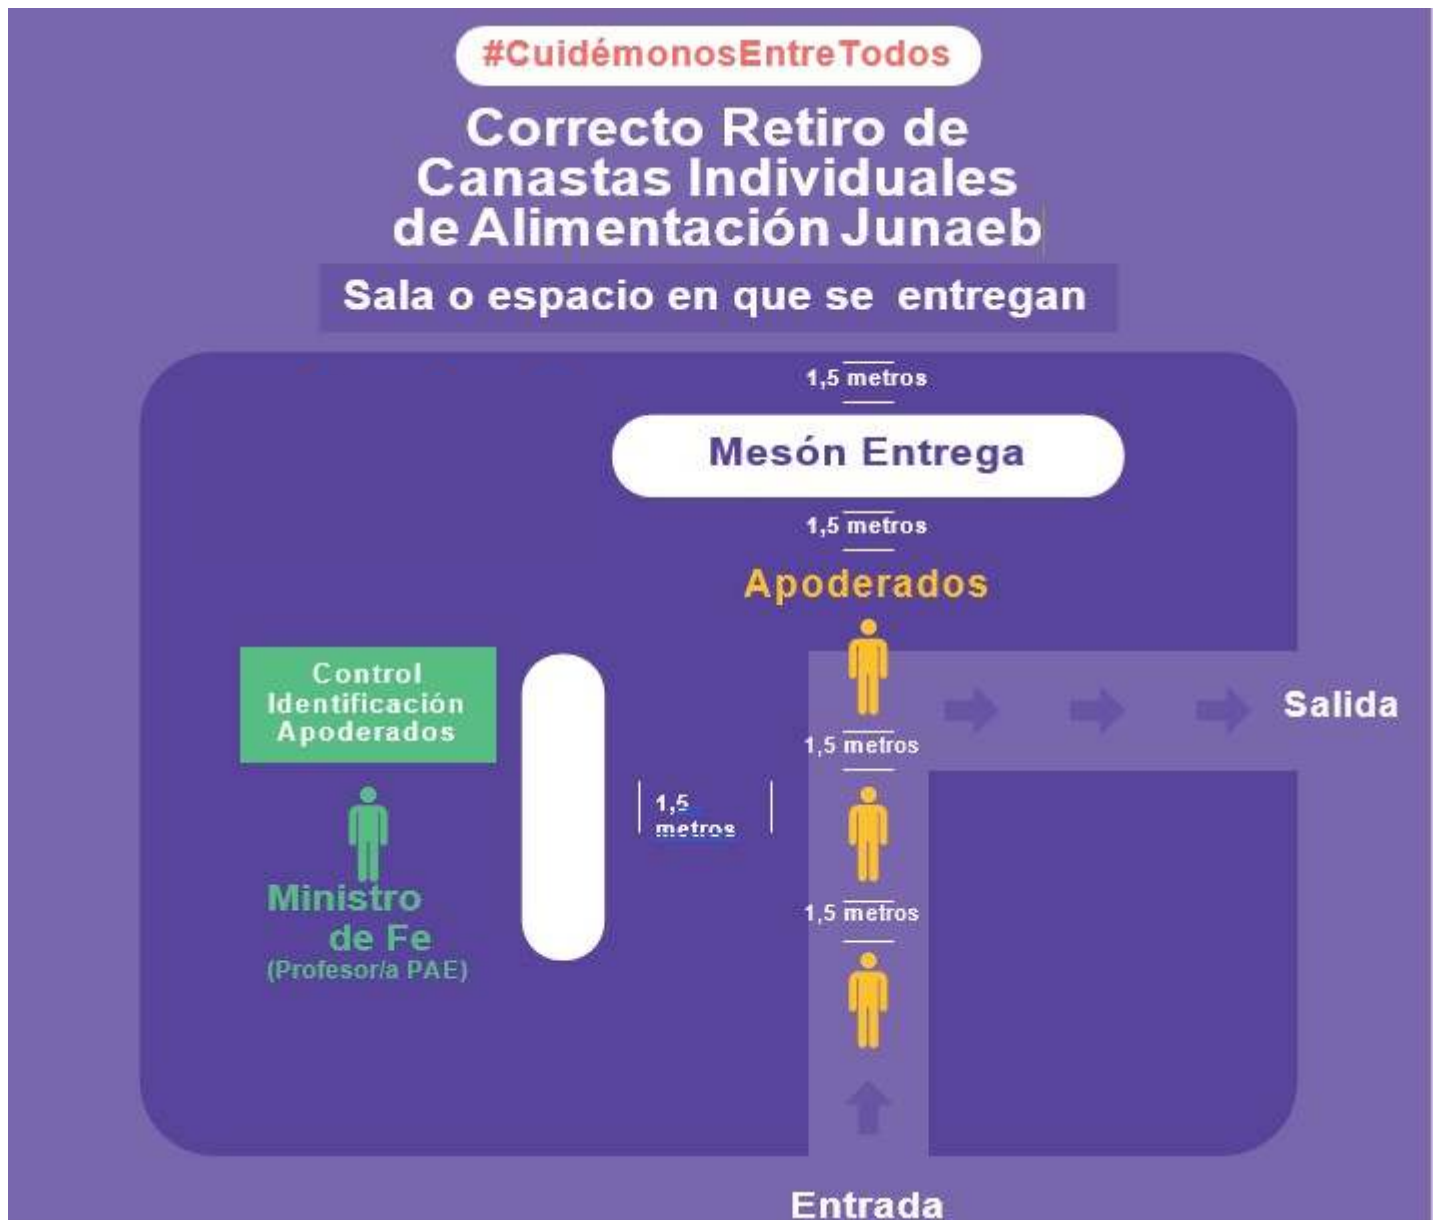 #CuidémonosEntreTodos
Correcto Retiro de
Canastas Individuales
de Alimentación Junaeb
Sala o espacio en que se entregan
1,5 metros
Mesón Entrega
1,5 metros
Apoderados
Control
Identificación
Apoderados
Salida
1,5 metros
1,5
metros
Ministro
de Fe
(Profesor/a PAE)
1,5 metros
Entrada